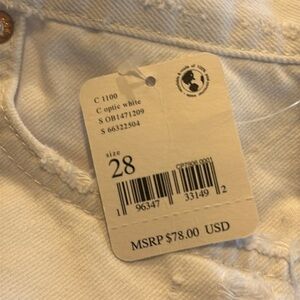 C 1100
C optic white
S OB1471209
S 66322504
size
28
1 96347 33149 2
MSRP $78.00 USD